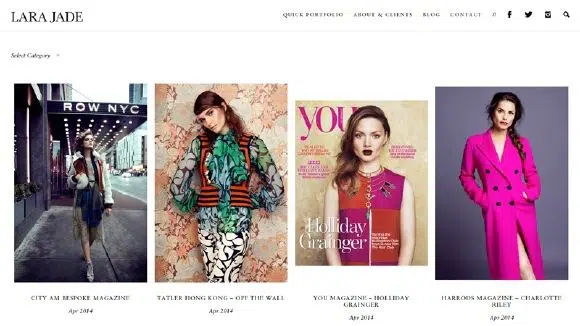 LARA JADE
QUICK PORTFOLIO
ABOUT & CLIENTS
BLOG
CONTACT
Select Category
ROW NYC
you
Holliday
Grainger
CITY AM BESPOKE MAGAZINE
Apr 2014
TATLER HONG KONG – OFF THE WALL
Apr 2014
YOU MAGAZINE – HOLLIDAY
GRAINGER
Apr 2014
HARRODS MAGAZINE – CHARLOTTE
RILEY
Apr 2014